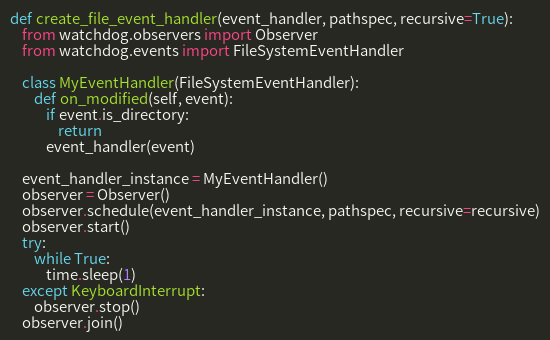 def create_file_event_handler(event_handler, pathspec, recursive=True):
    from watchdog.observers import Observer
    from watchdog.events import FileSystemEventHandler

    class MyEventHandler(FileSystemEventHandler):
        def on_modified(self, event):
            if event.is_directory:
                return
            event_handler(event)

    event_handler_instance = MyEventHandler()
    observer = Observer()
    observer.schedule(event_handler_instance, pathspec, recursive=recursive)
    observer.start()
    try:
        while True:
            time.sleep(1)
    except KeyboardInterrupt:
        observer.stop()
    observer.join()